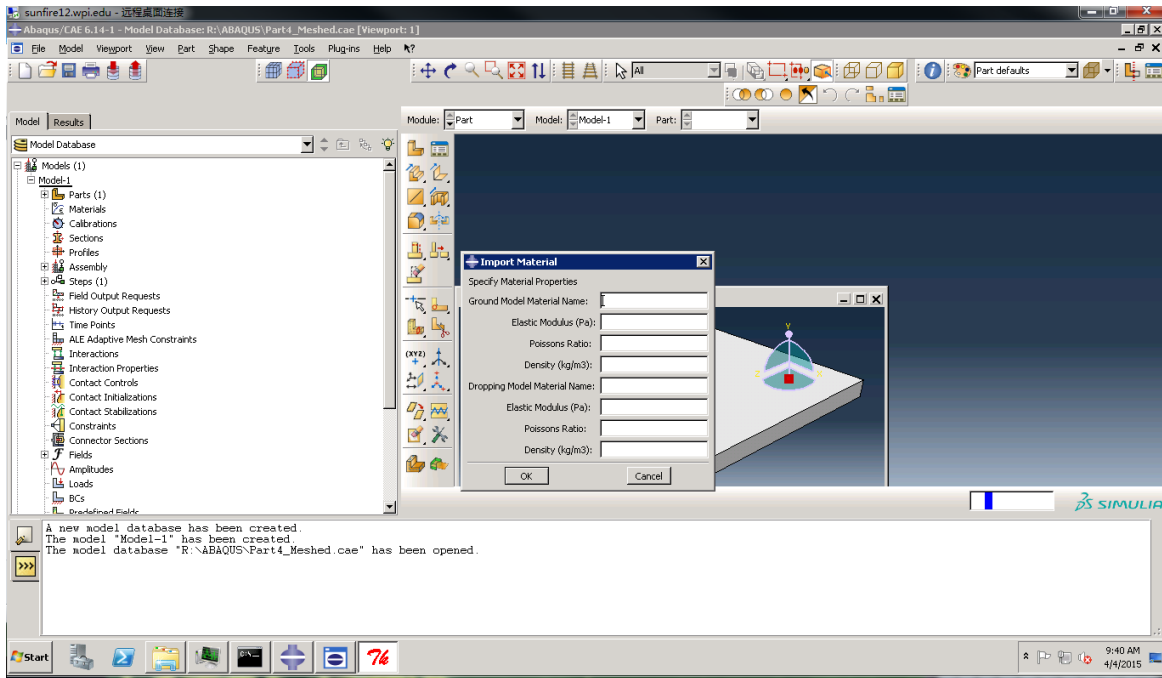 sunfire12.wpi.edu - 远程桌面连接
Abaqus/CAE 6.14-1 - Model Database: R:\ABAQUS\Part4_Meshed.cae [Viewport: 1]
File Model Viewport View Part Shape Feature Tools Plug-ins Help
All
Part defaults
Model Results
Module: Part Model: Model-1 Part:
Model Database
Models (1)
Model-1
Parts (1)
Materials
Calibrations
Sections
Profiles
Assembly
Steps (1)
Field Output Requests
History Output Requests
Time Points
ALE Adaptive Mesh Constraints
Interactions
Interaction Properties
Contact Controls
Contact Initializations
Contact Stabilizations
Constraints
Connector Sections
Fields
Amplitudes
Loads
BCs
Predefined Fields
(XYZ)
Import Material
Specify Material Properties
Ground Model Material Name:
Elastic Modulus (Pa):
Poissons Ratio:
Density (kg/m3):
Dropping Model Material Name:
Elastic Modulus (Pa):
Poissons Ratio:
Density (kg/m3):
OK Cancel
Y
SIMULIA
A new model database has been created.
The model "Model-1" has been created.
The model database "R:\ABAQUS\Part4_Meshed.cae" has been opened.
>>>
Start
9:40 AM
4/4/2015